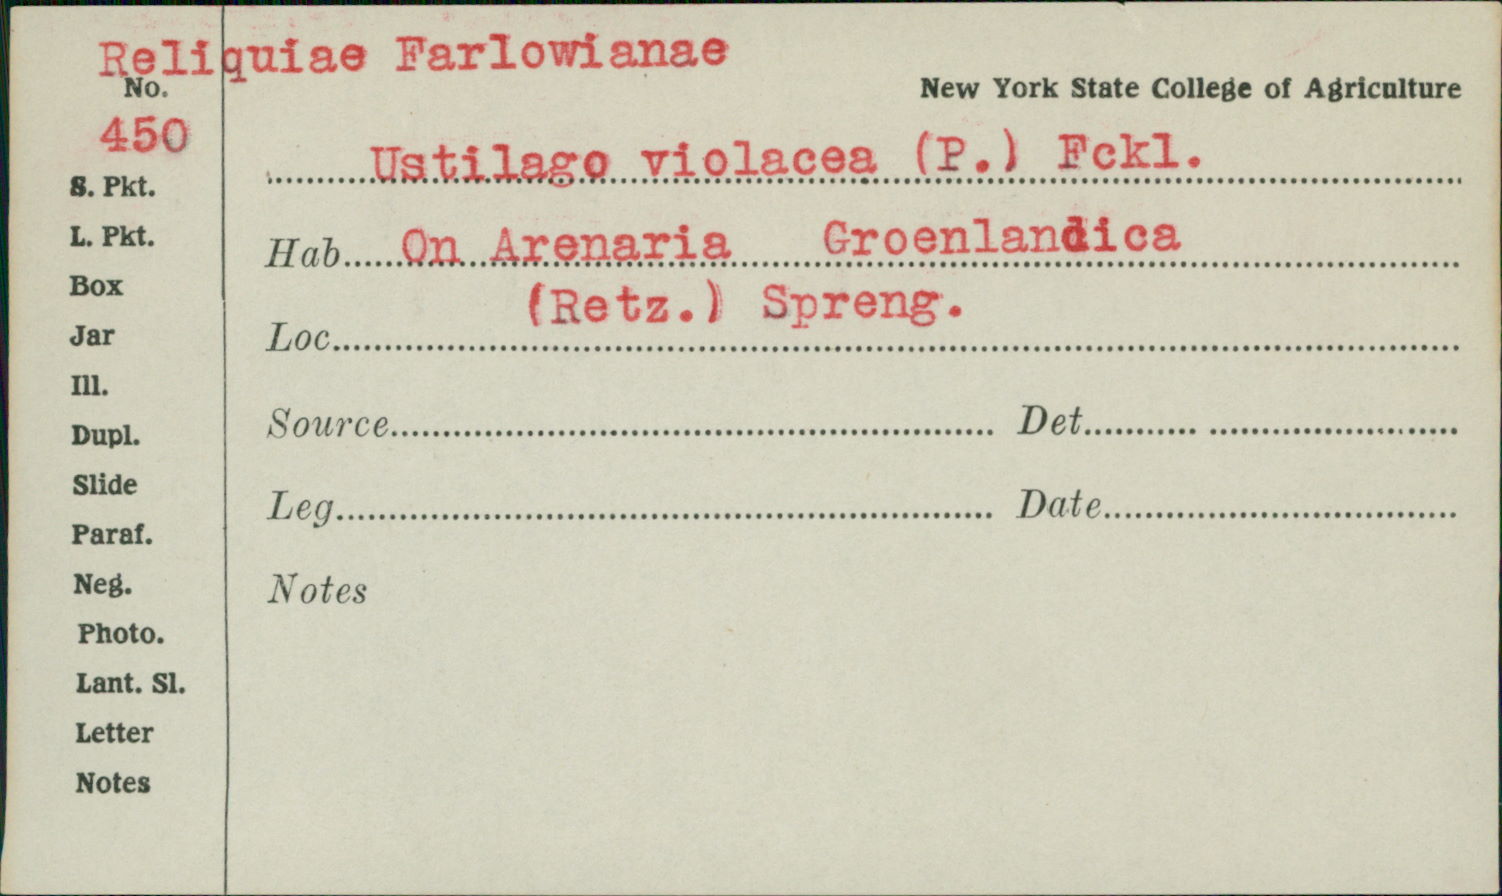 Reliquiae Farlowianae
No.
New York State College of Agriculture
450
Ustilago violacea (P.) Fckl.
S. Pkt.
L. Pkt.
Hab. On Arenaria Groenlandica
Box
(Retz.) Spreng.
Jar
Loc.
Ill.
Dupl.
Source Det.
Slide
Leg. Date
Paraf.
Neg.
Notes
Photo.
Lant. Sl.
Letter
Notes